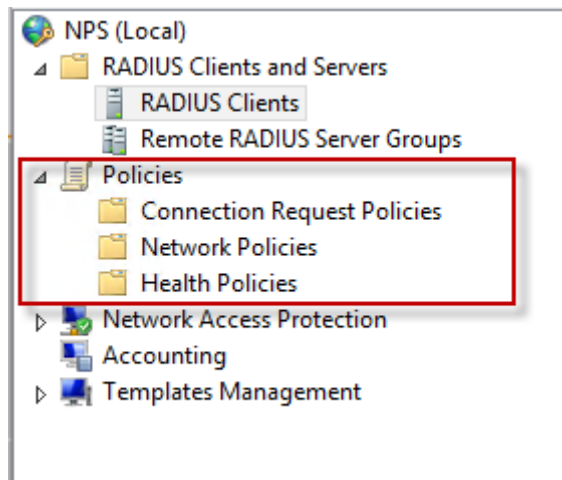 NPS (Local)
RADIUS Clients and Servers
RADIUS Clients
Remote RADIUS Server Groups
Policies
Connection Request Policies
Network Policies
Health Policies
Network Access Protection
Accounting
Templates Management